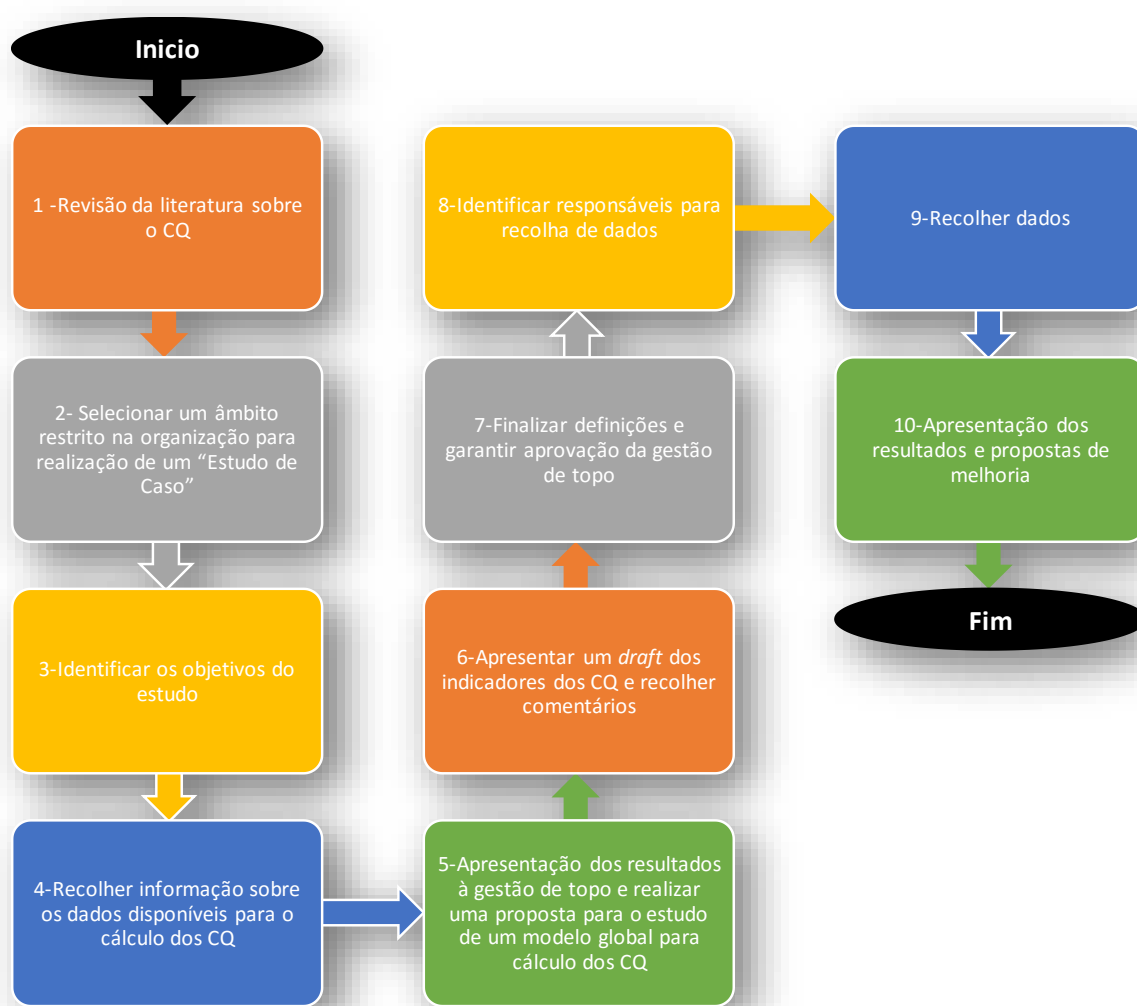 Inicio
1 -Revisão da literatura sobre
o CQ
2- Selecionar um âmbito
restrito na organização para
realização de um “Estudo de
Caso”
3-Identificar os objetivos do
estudo
4-Recolher informação sobre
os dados disponíveis para o
cálculo dos CQ
5-Apresentação dos resultados
à gestão de topo e realizar
uma proposta para o estudo
de um modelo global para
cálculo dos CQ
6-Apresentar um draft dos
indicadores dos CQ e recolher
comentários
7-Finalizar definições e
garantir aprovação da gestão
de topo
8-Identificar responsáveis para
recolha de dados
9-Recolher dados
10-Apresentação dos
resultados e propostas de
melhoria
Fim